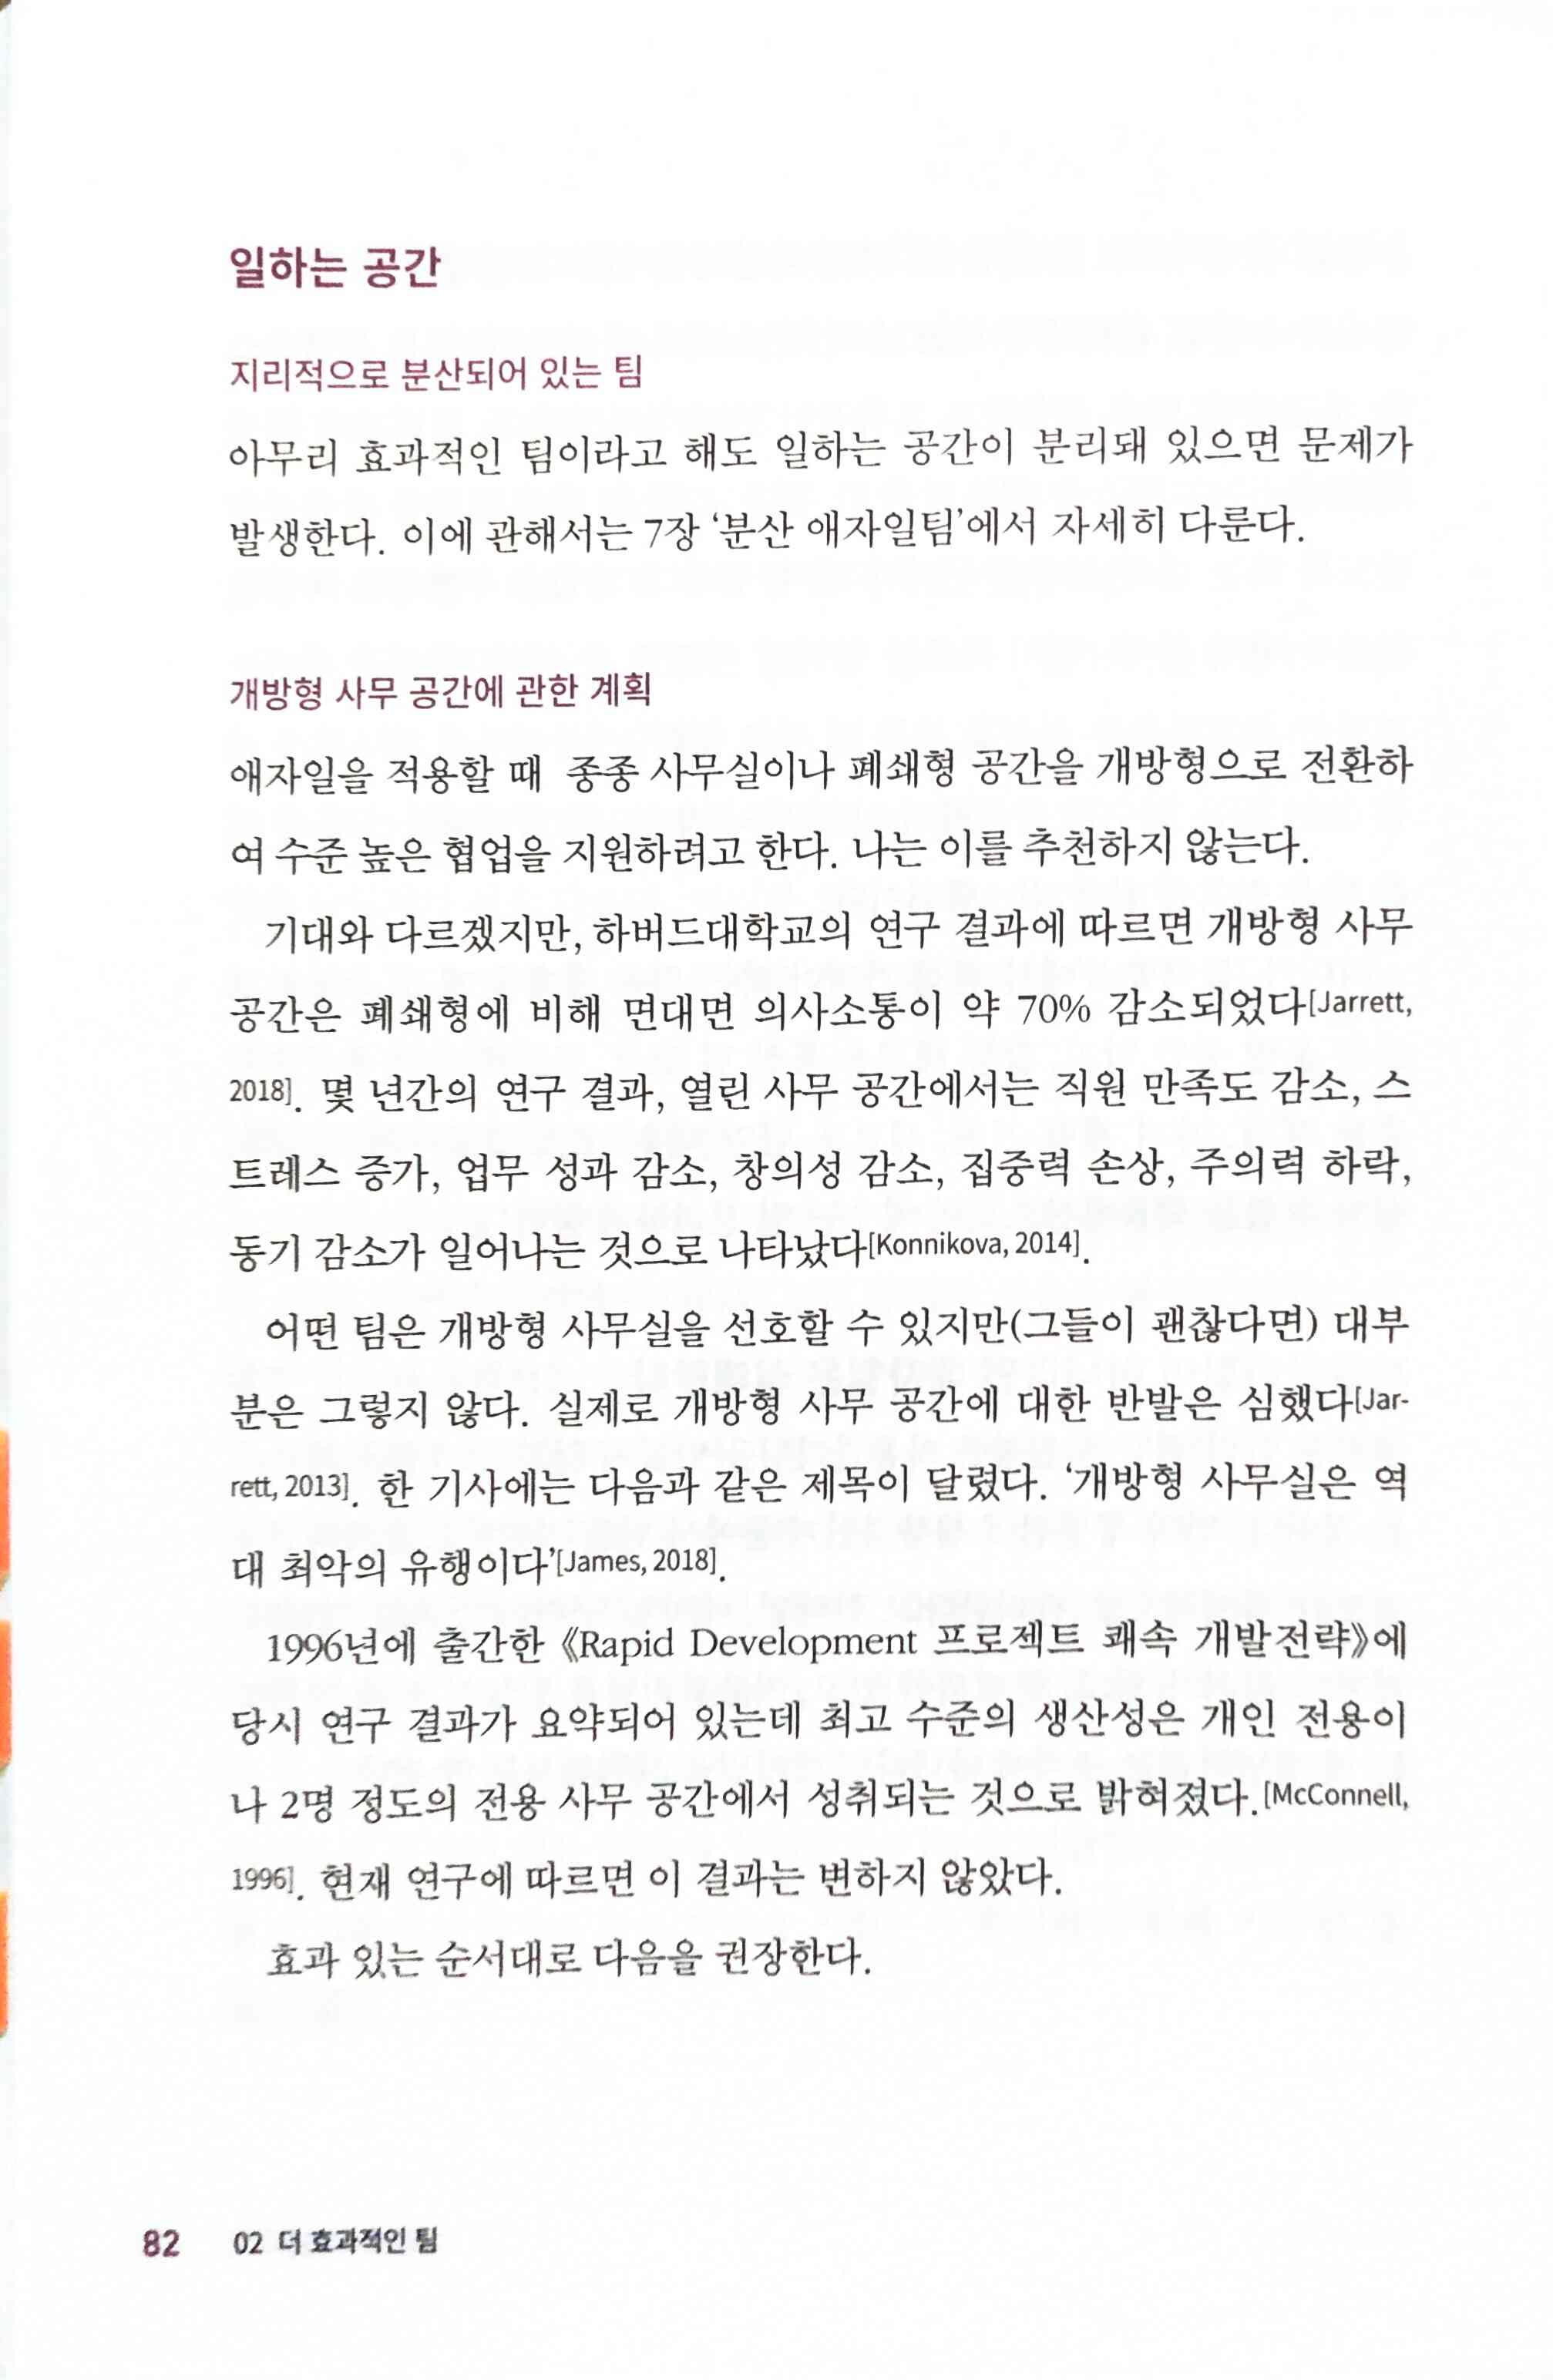 일하는 공간
지리적으로 분산되어 있는 팀
아무리 효과적인 팀이라고 해도 일하는 공간이 분리돼 있으면 문제가
발생한다. 이에 관해서는 7장 ‘분산 애자일팀’에서 자세히 다룬다.
개방형 사무 공간에 관한 계획
애자일을 적용할 때 종종 사무실이나 폐쇄형 공간을 개방형으로 전환하
여 수준 높은 협업을 지원하려고 한다. 나는 이를 추천하지 않는다.
기대와 다르겠지만, 하버드대학교의 연구 결과에 따르면 개방형 사무
공간은 폐쇄형에 비해 면대면 의사소통이 약 70% 감소되었다[Jarrett,
2018]. 몇 년간의 연구 결과, 열린 사무 공간에서는 직원 만족도 감소, 스
트레스 증가, 업무 성과 감소, 창의성 감소, 집중력 손상, 주의력 하락,
동기 감소가 일어나는 것으로 나타났다[Konnikova, 2014].
어떤 팀은 개방형 사무실을 선호할 수 있지만(그들이 괜찮다면) 대부
분은 그렇지 않다. 실제로 개방형 사무 공간에 대한 반발은 심했다[Jar-
rett, 2013]. 한 기사에는 다음과 같은 제목이 달렸다. ‘개방형 사무실은 역
대 최악의 유행이다’[James, 2018].
1996년에 출간한 《Rapid Development 프로젝트 쾌속 개발전략》에
당시 연구 결과가 요약되어 있는데 최고 수준의 생산성은 개인 전용이
나 2명 정도의 전용 사무 공간에서 성취되는 것으로 밝혀졌다.[McConnell,
1996]. 현재 연구에 따르면 이 결과는 변하지 않았다.
효과 있는 순서대로 다음을 권장한다.
82 02 더 효과적인 팀